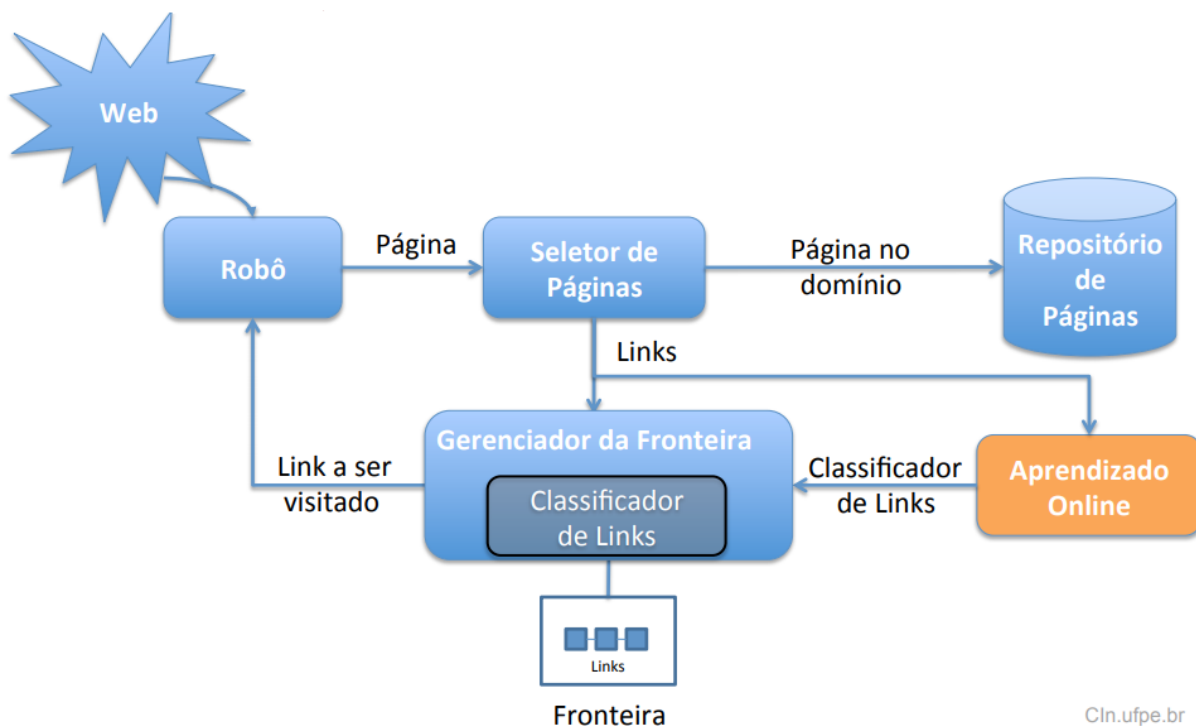 Web
Robô
Página
Seletor de
Páginas
Página no
domínio
Repositório
de
Páginas
Links
Gerenciador da Fronteira
Classificador
de Links
Link a ser
visitado
Classificador
de Links
Aprendizado
Online
Links
Fronteira
CIn.ufpe.br